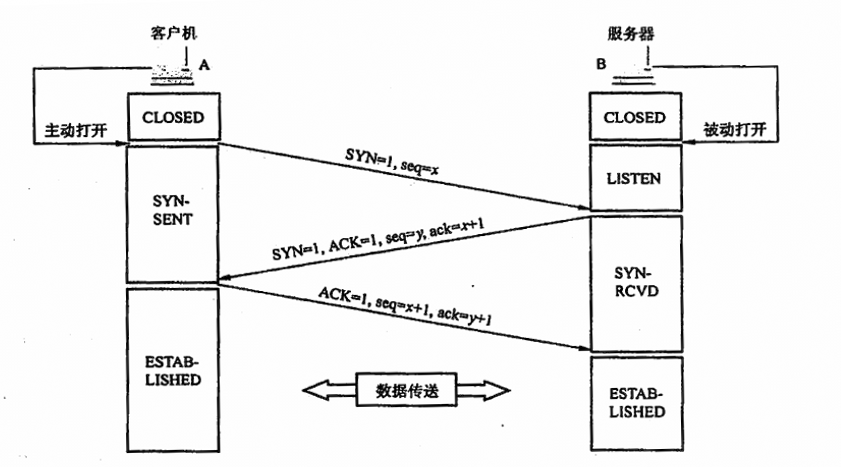 客户机
服务器
A
B
CLOSED
CLOSED
主动打开
被动打开
SYN=1, seq=x
LISTEN
SYN-
SENT
SYN=1, ACK=1, seq=y, ack=x+1
SYN-
RCVD
ACK=1, seq=x+1, ack=y+1
ESTAB-
LISHED
数据传送
ESTAB-
LISHED